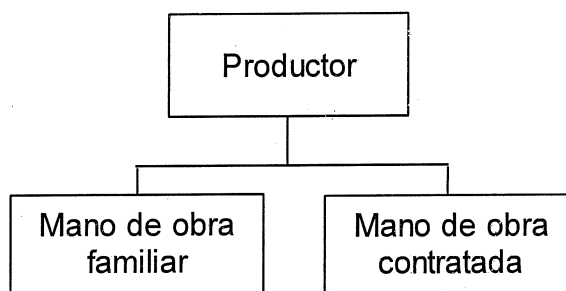 Productor
Mano de obra
familiar
Mano de obra
contratada